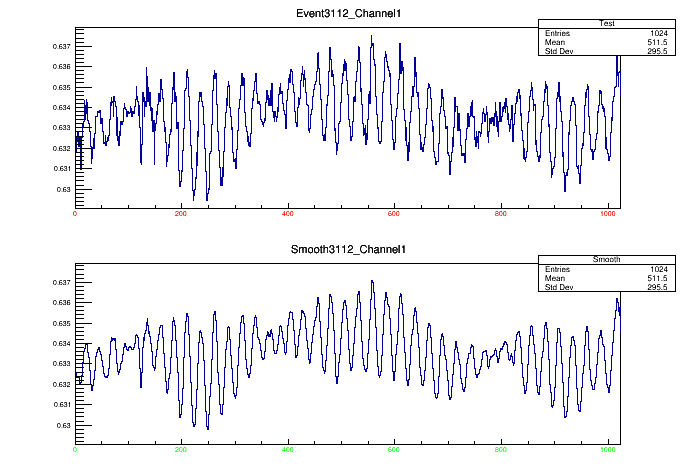 Event3112_Channel1
Test
Entries 1024
Mean 511.5
Std Dev 295.5
0.637
0.636
0.635
0.634
0.633
0.632
0.631
0.63
0 200 400 600 800 1000
Smooth3112_Channel1
Smooth
Entries 1024
Mean 511.5
Std Dev 295.5
0.637
0.636
0.635
0.634
0.633
0.632
0.631
0.63
0 200 400 600 800 1000